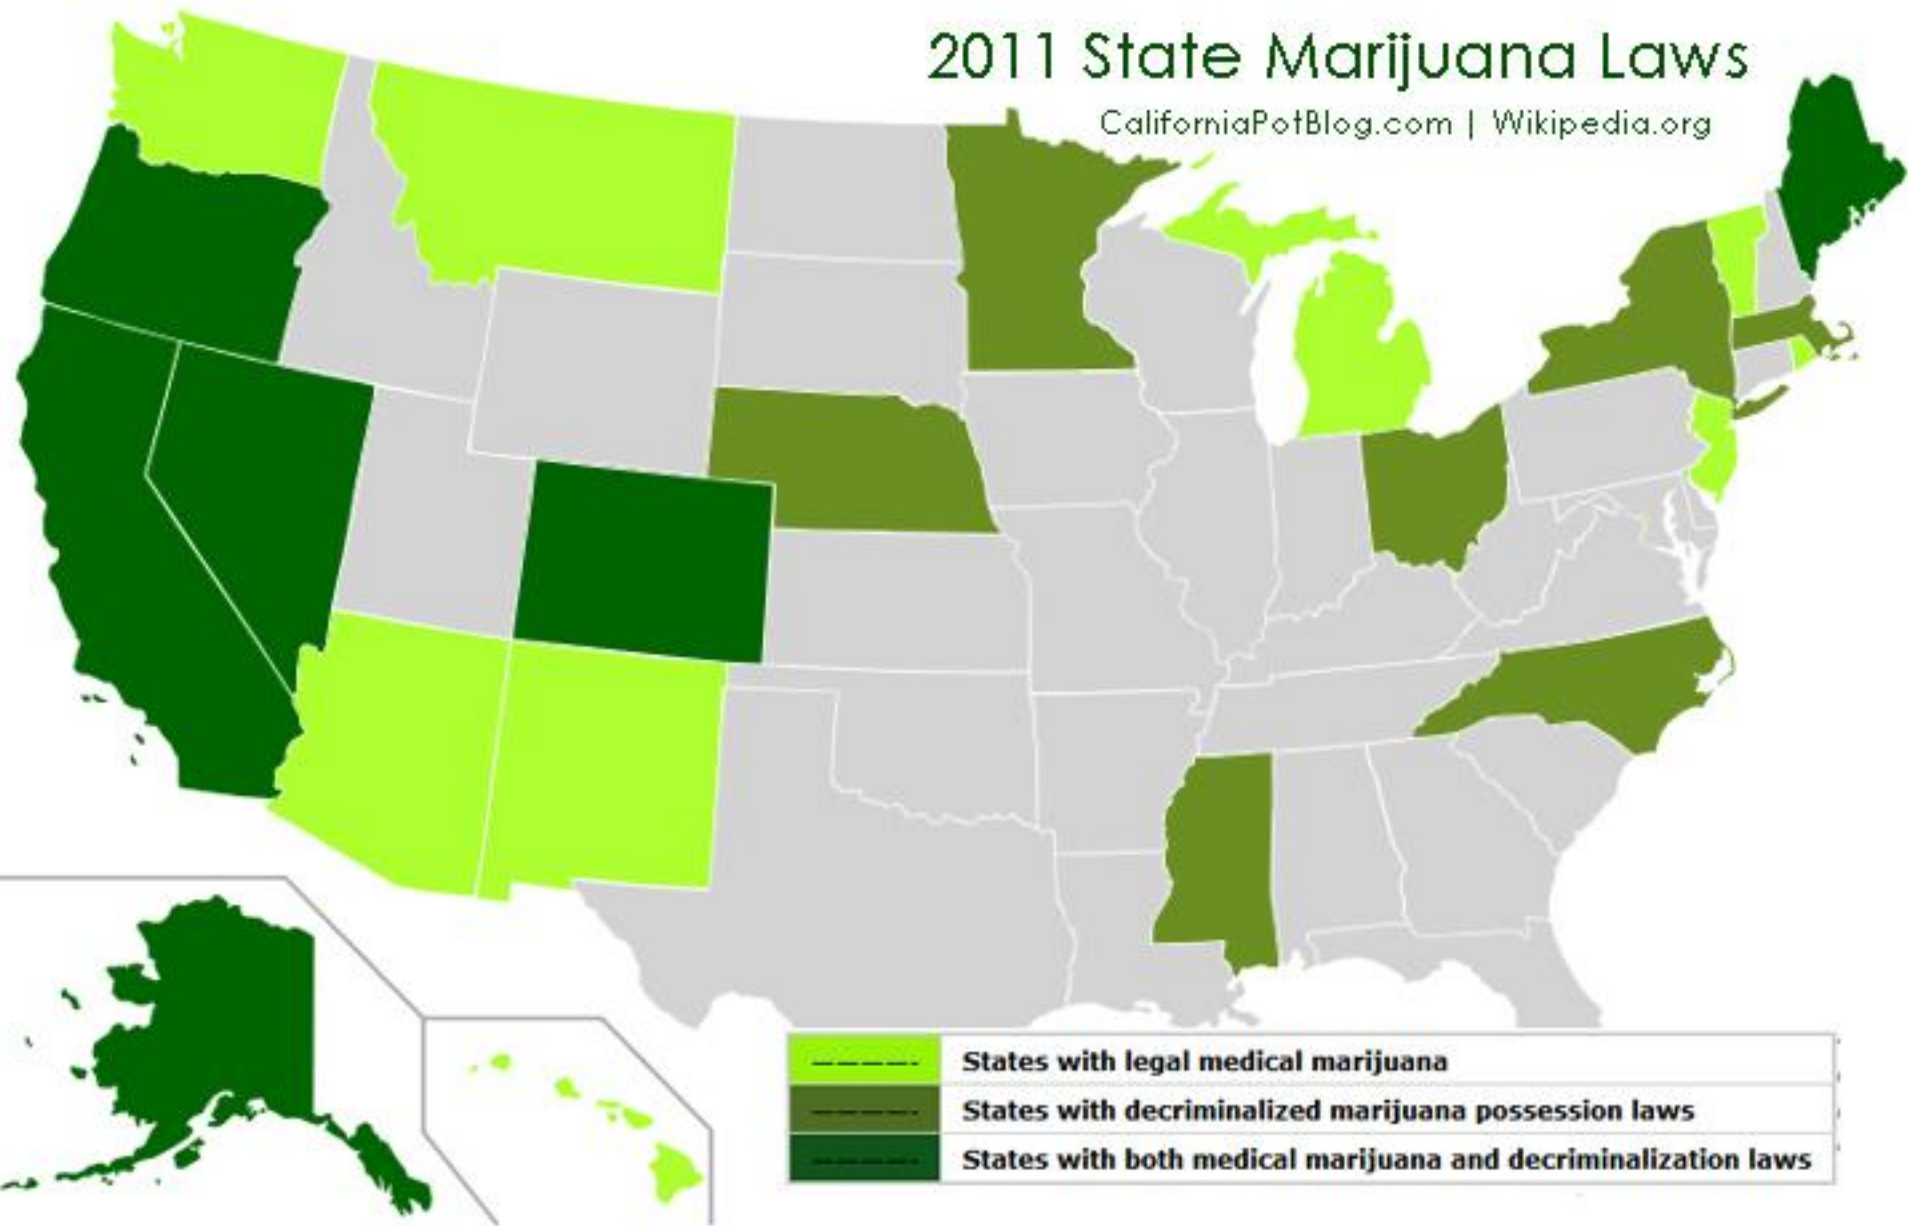 2011 State Marijuana Laws
CaliforniaPotBlog.com | Wikipedia.org
States with legal medical marijuana
States with decriminalized marijuana possession laws
States with both medical marijuana and decriminalization laws